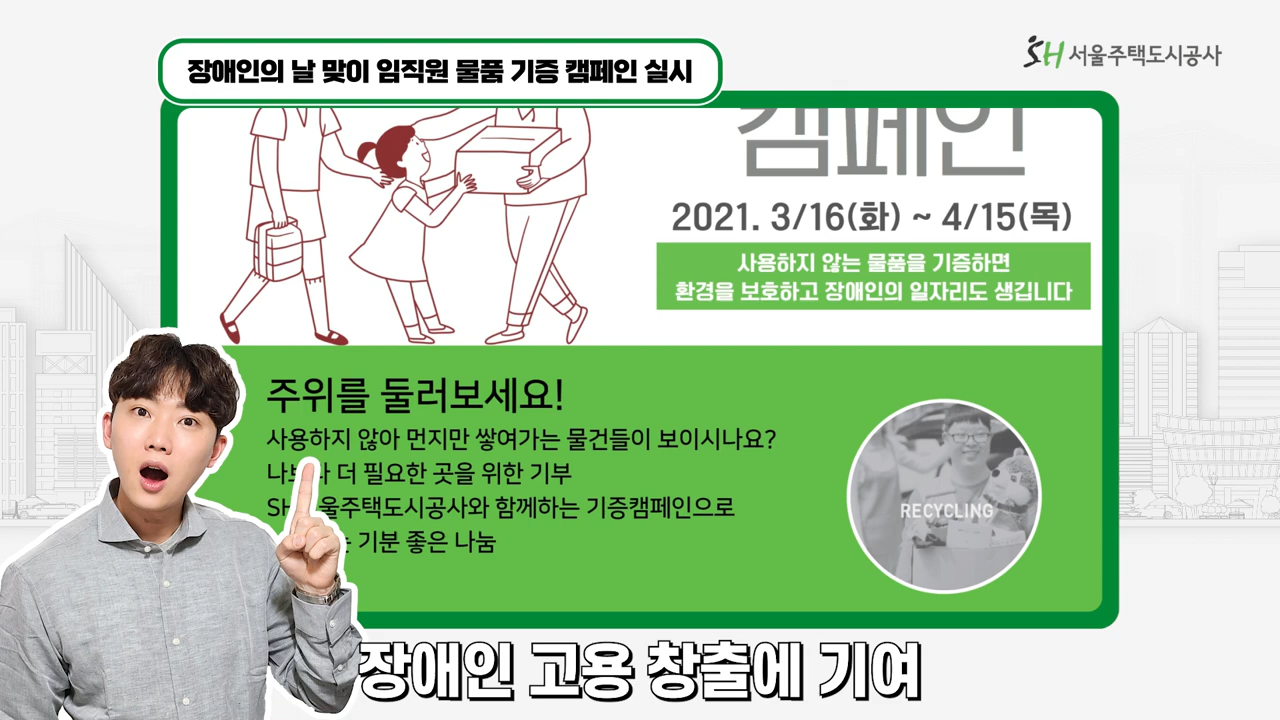 장애인의 날 맞이 임직원 물품 기증 캠페인 실시
SH 서울주택도시공사
캠페인
2021. 3/16(화) ~ 4/15(목)
사용하지 않는 물품을 기증하면
환경을 보호하고 장애인의 일자리도 생깁니다
주위를 둘러보세요!
사용하지 않아 먼지만 쌓여가는 물건들이 보이시나요?
더 필요한 곳을 위한 기부
SH서울주택도시공사와 함께하는 기증캠페인으로
기분 좋은 나눔
RECYCLING
장애인 고용 창출에 기여